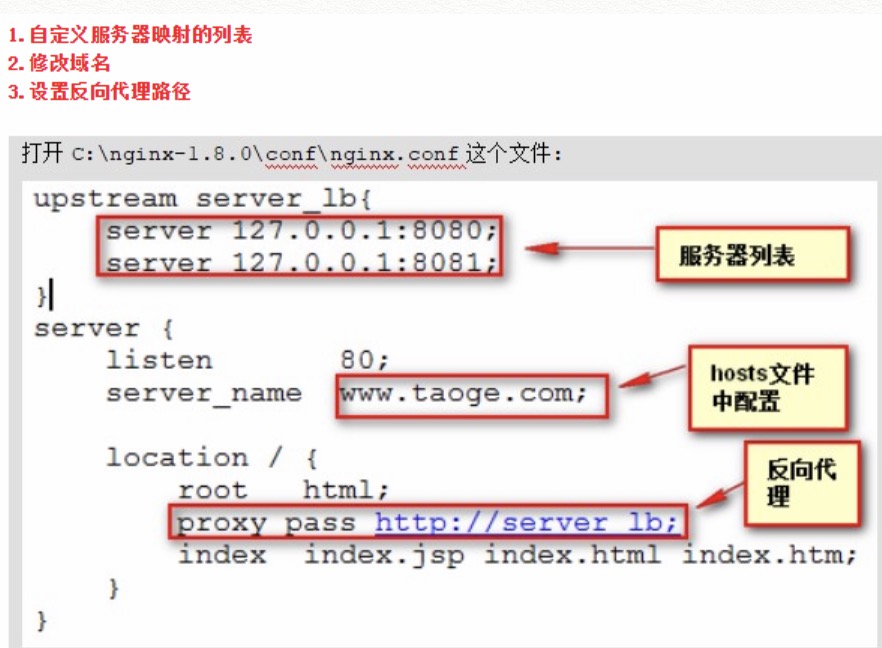 1.自定义服务器映射的列表
2.修改域名
3.设置反向代理路径
打开 C:\nginx-1.8.0\conf\nginx.conf 这个文件:
upstream server_lb{
server 127.0.0.1:8080;
server 127.0.0.1:8081;
服务器列表
}
server {
listen 80;
server_name www.taoge.com;
hosts文件
中配置
location / {
root html;
proxy_pass http://server_lb;
反向代
理
index index.jsp index.html index.htm;
}
}